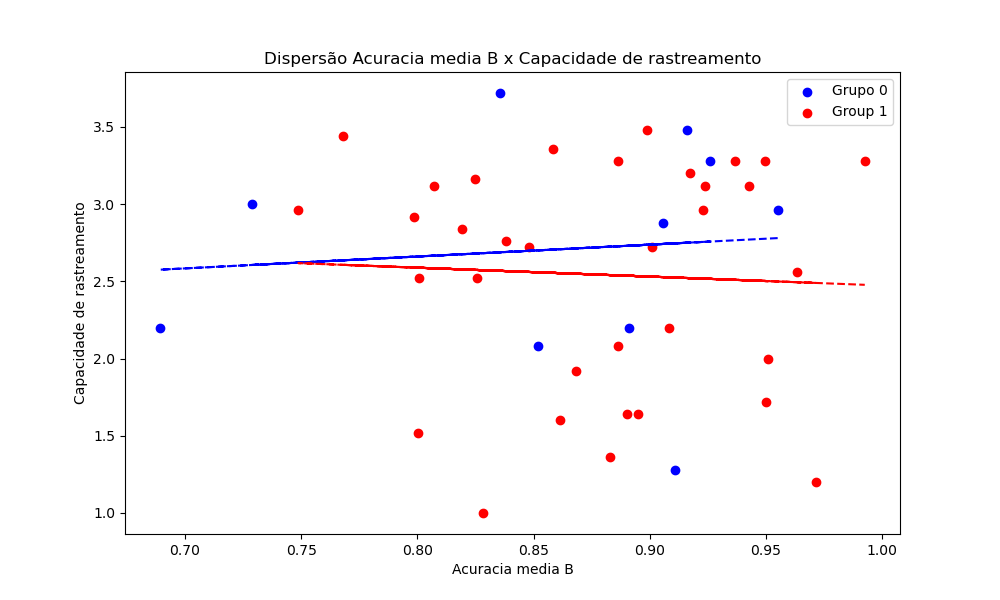 Dispersão Acuracia media B x Capacidade de rastreamento
Grupo 0
Group 1
Capacidade de rastreamento
3.5
3.0
2.5
2.0
1.5
1.0
0.70 0.75 0.80 0.85 0.90 0.95 1.00
Acuracia media B